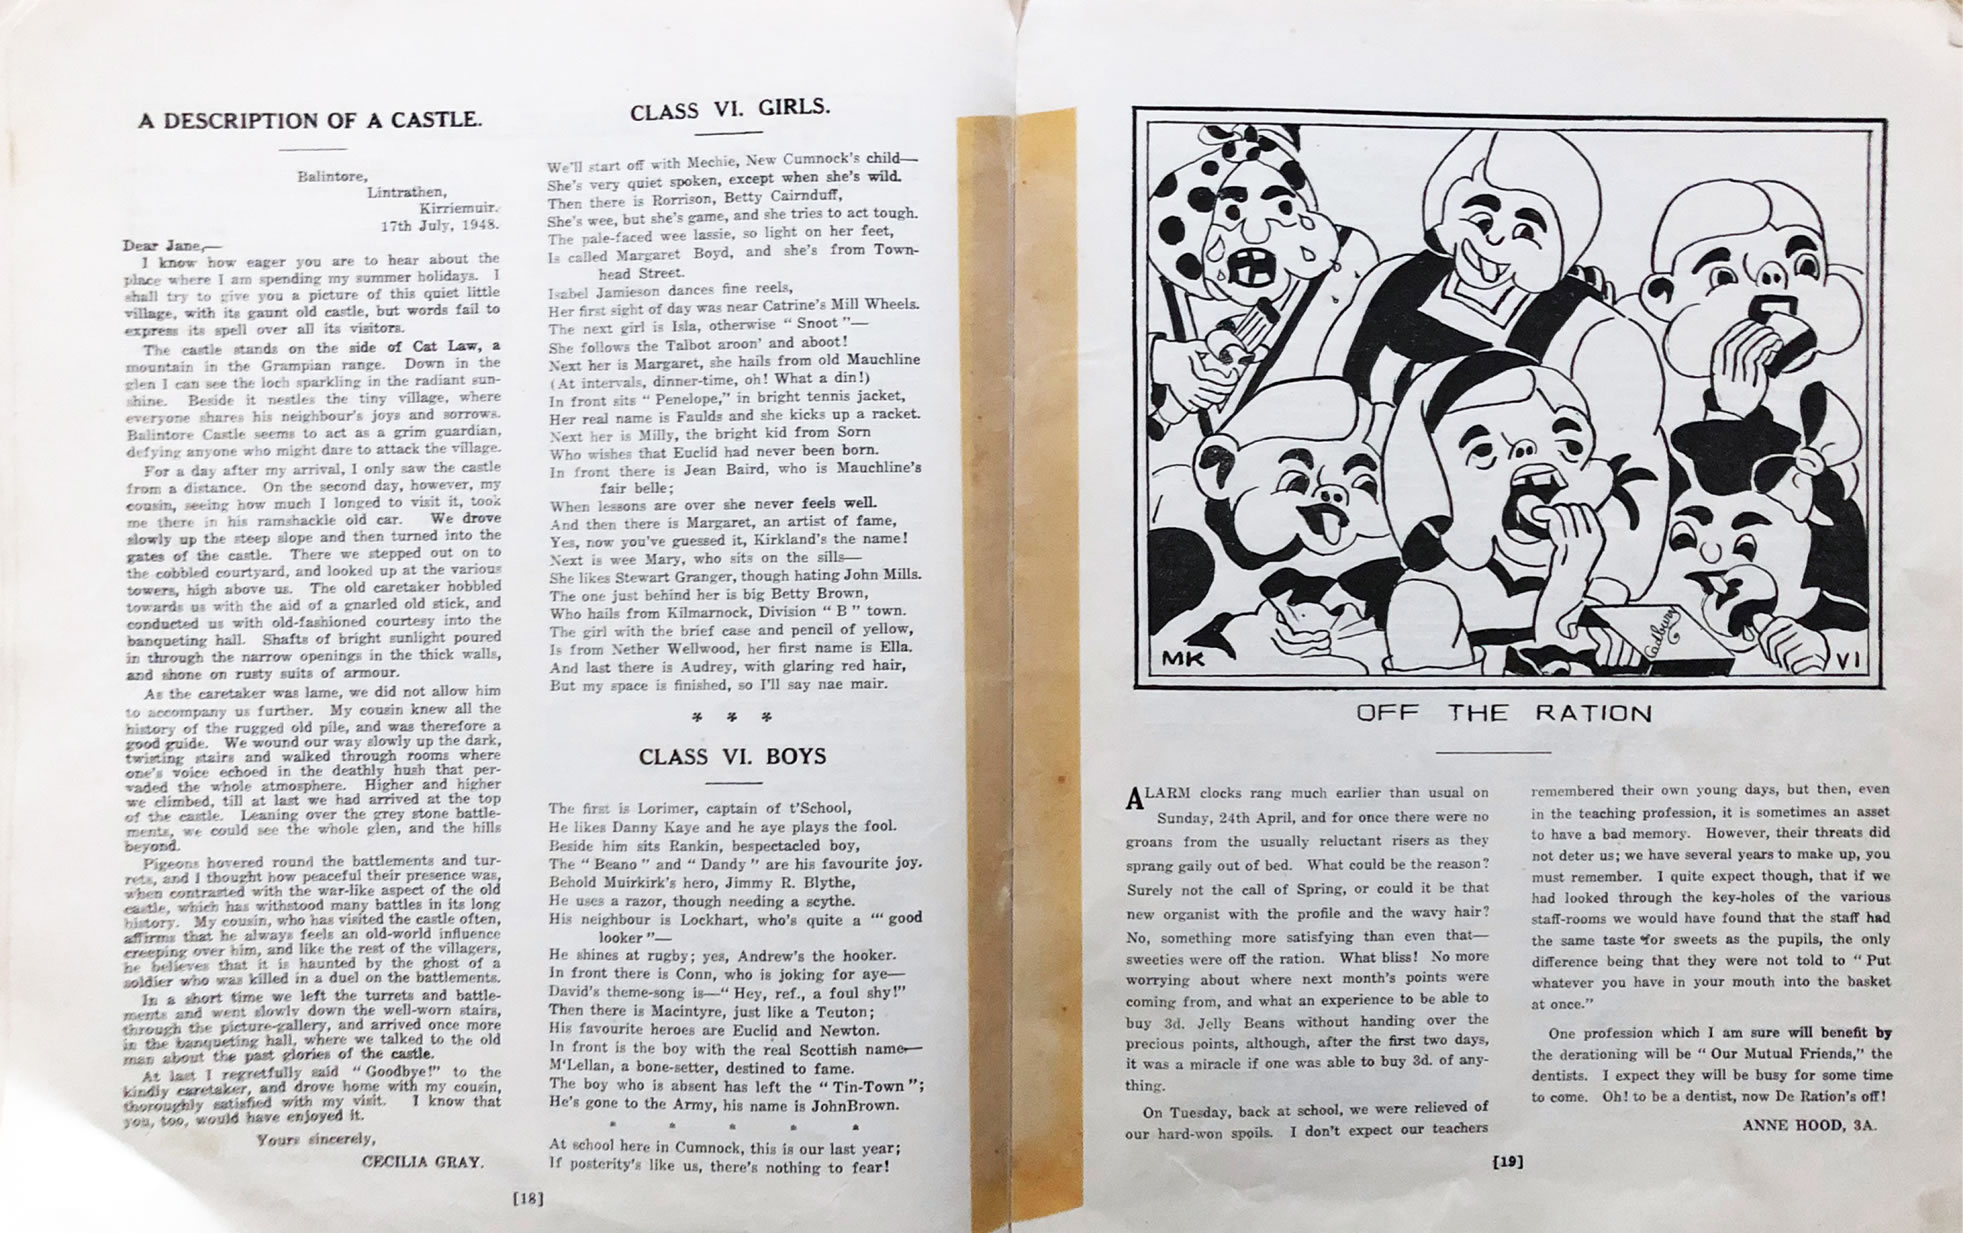 A DESCRIPTION OF A CASTLE.
Balintore,
Lintrathen,
Kirriemuir.
17th July, 1948.
Dear Jane,—
I know how eager you are to hear about the
place where I am spending my summer holidays. I
shall try to give you a picture of this quiet little
village, with its gaunt old castle, but words fail to
express its spell over all its visitors.
The castle stands on the side of Cat Law, a
mountain in the Grampian range. Down in the
glen I can see the loch sparkling in the radiant sun-
shine. Beside it nestles the tiny village, where
everyone shares his neighbour's joys and sorrows.
Balintore Castle seems to act as a grim guardian,
defying anyone who might dare to attack the village.
For a day after my arrival, I only saw the castle
from a distance. On the second day, however, my
cousin, seeing how much I longed to visit it, took
me there in his ramshackle old car. We drove
slowly up the steep slope and then turned into the
gates of the castle. There we stepped out on to
the cobbled courtyard, and looked up at the various
towers, high above us. The old caretaker hobbled
towards us with the aid of a gnarled old stick, and
conducted us with old-fashioned courtesy into the
banqueting hall. Shafts of bright sunlight poured
in through the narrow openings in the thick walls,
and shone on rusty suits of armour.
As the caretaker was lame, we did not allow him
to accompany us further. My cousin knew all the
history of the rugged old pile, and was therefore a
good guide. We wound our way slowly up the dark,
twisting stairs and walked through rooms where
one's voice echoed in the deathly hush that per-
vaded the whole atmosphere. Higher and higher
we climbed, till at last we had arrived at the top
of the castle. Leaning over the grey stone battle-
ments, we could see the whole glen, and the hills
beyond.
Pigeons hovered round the battlements and tur-
rets, and I thought how peaceful their presence was,
when contrasted with the war-like aspect of the old
castle, which has withstood many battles in its long
history. My cousin, who has visited the castle often,
affirms that he always feels an old-world influence
creeping over him, and like the rest of the villagers,
he believes that it is haunted by the ghost of a
soldier who was killed in a duel on the battlements.
In a short time we left the turrets and battle-
ments and went slowly down the well-worn stairs,
through the picture-gallery, and arrived once more
in the banqueting hall, where we talked to the old
man about the past glories of the castle.
At last I regretfully said "Goodbye!" to the
kindly caretaker, and drove home with my cousin,
thoroughly satisfied with my visit. I know that
you, too, would have enjoyed it.
Yours sincerely,
CECILIA GRAY.
CLASS VI. GIRLS.
We'll start off with Mechie, New Cumnock's child—
She's very quiet spoken, except when she's wild.
Then there is Rorrison, Betty Cairnduff,
She's wee, but she's game, and she tries to act tough.
The pale-faced wee lassie, so light on her feet,
Is called Margaret Boyd, and she's from Town-
head Street.
Isabel Jamieson dances fine reels,
Her first sight of day was near Catrine's Mill Wheels.
The next girl is Isla, otherwise "Snoot"—
She follows the Talbot aroon' and aboot!
Next her is Margaret, she hails from old Mauchline
(At intervals, dinner-time, oh! What a din!)
In front sits "Penelope," in bright tennis jacket,
Her real name is Faulds and she kicks up a racket.
Next her is Milly, the bright kid from Sorn
Who wishes that Euclid had never been born.
In front there is Jean Baird, who is Mauchline's
fair belle;
When lessons are over she never feels well.
And then there is Margaret, an artist of fame,
Yes, now you've guessed it, Kirkland's the name!
Next is wee Mary, who sits on the sills—
She likes Stewart Granger, though hating John Mills.
The one just behind her is big Betty Brown,
Who hails from Kilmarnock, Division "B" town.
The girl with the brief case and pencil of yellow,
Is from Nether Wellwood, her first name is Ella.
And last there is Audrey, with glaring red hair,
But my space is finished, so I'll say nae mair.
* * *
CLASS VI. BOYS
The first is Lorimer, captain of t'School,
He likes Danny Kaye and he aye plays the fool.
Beside him sits Rankin, bespectacled boy,
The "Beano" and "Dandy" are his favourite joy.
Behold Muirkirk's hero, Jimmy R. Blythe,
He uses a razor, though needing a scythe.
His neighbour is Lockhart, who's quite a "' good
looker"—
He shines at rugby; yes, Andrew's the hooker.
In front there is Conn, who is joking for aye—
David's theme-song is—"Hey, ref., a foul shy!"
Then there is Macintyre, just like a Teuton;
His favourite heroes are Euclid and Newton.
In front is the boy with the real Scottish name—
M'Lellan, a bone-setter, destined to fame.
The boy who is absent has left the "Tin-Town";
He's gone to the Army, his name is JohnBrown.
* * * * *
At school here in Cumnock, this is our last year;
If posterity's like us, there's nothing to fear!
[18]
MK
Cadbury
VI
OFF THE RATION
ALARM clocks rang much earlier than usual on
Sunday, 24th April, and for once there were no
groans from the usually reluctant risers as they
sprang gaily out of bed. What could be the reason?
Surely not the call of Spring, or could it be that
new organist with the profile and the wavy hair?
No, something more satisfying than even that—
sweeties were off the ration. What bliss! No more
worrying about where next month's points were
coming from, and what an experience to be able to
buy 3d. Jelly Beans without handing over the
precious points, although, after the first two days,
it was a miracle if one was able to buy 3d. of any-
thing.
On Tuesday, back at school, we were relieved of
our hard-won spoils. I don't expect our teachers
remembered their own young days, but then, even
in the teaching profession, it is sometimes an asset
to have a bad memory. However, their threats did
not deter us; we have several years to make up, you
must remember. I quite expect though, that if we
had looked through the key-holes of the various
staff-rooms we would have found that the staff had
the same taste for sweets as the pupils, the only
difference being that they were not told to "Put
whatever you have in your mouth into the basket
at once."
One profession which I am sure will benefit by
the derationing will be "Our Mutual Friends," the
dentists. I expect they will be busy for some time
to come. Oh! to be a dentist, now De Ration's off!
ANNE HOOD, 3A.
[19]